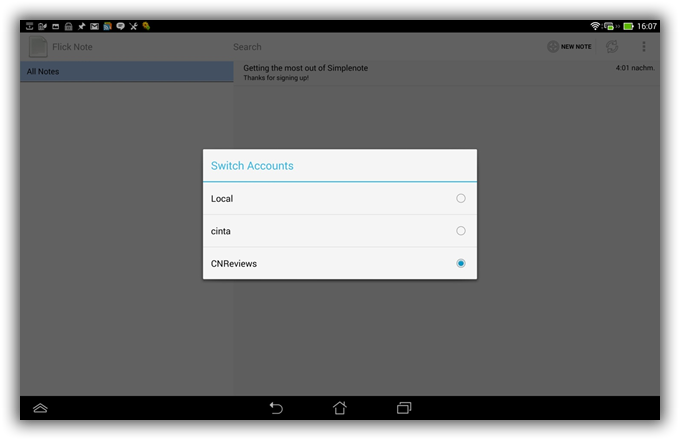 16:07
Flick Note
Search
NEW NOTE
All Notes
Getting the most out of Simplenote
4:01 nachm.
Thanks for signing up!
Switch Accounts
Local
cinta
CNReviews